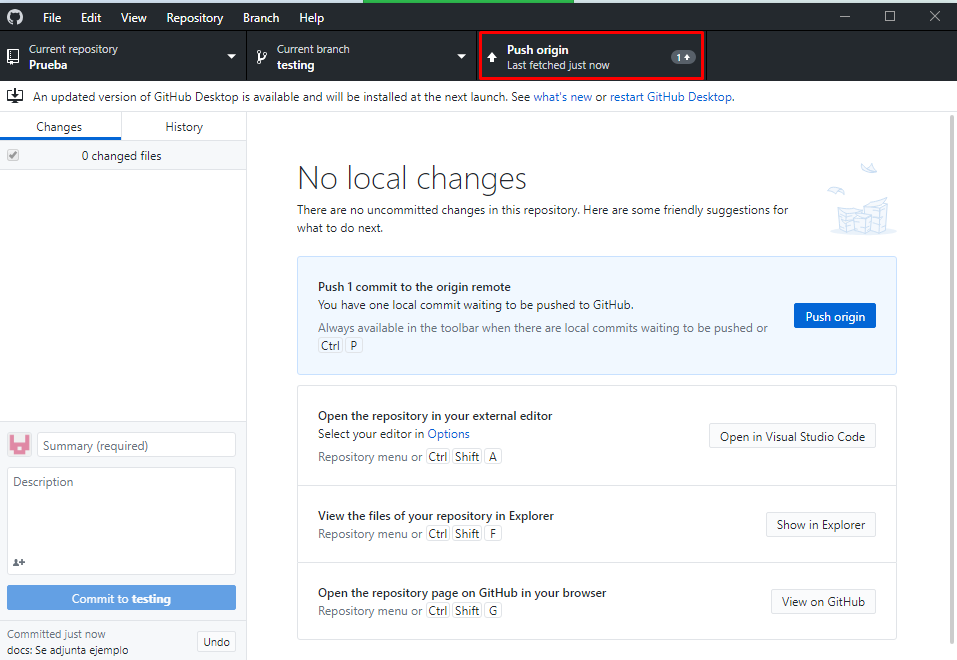 File Edit View Repository Branch Help
Current repository
Prueba
Current branch
testing
Push origin
Last fetched just now
1
An updated version of GitHub Desktop is available and will be installed at the next launch. See what's new or restart GitHub Desktop.
Changes
History
0 changed files
No local changes
There are no uncommitted changes in this repository. Here are some friendly suggestions for
what to do next.
Push 1 commit to the origin remote
You have one local commit waiting to be pushed to GitHub.
Always available in the toolbar when there are local commits waiting to be pushed or
Ctrl P
Push origin
Open the repository in your external editor
Select your editor in Options
Repository menu or Ctrl Shift A
Open in Visual Studio Code
View the files of your repository in Explorer
Repository menu or Ctrl Shift F
Show in Explorer
Open the repository page on GitHub in your browser
Repository menu or Ctrl Shift G
View on GitHub
Summary (required)
Description
Commit to testing
Committed just now
docs: Se adjunta ejemplo
Undo